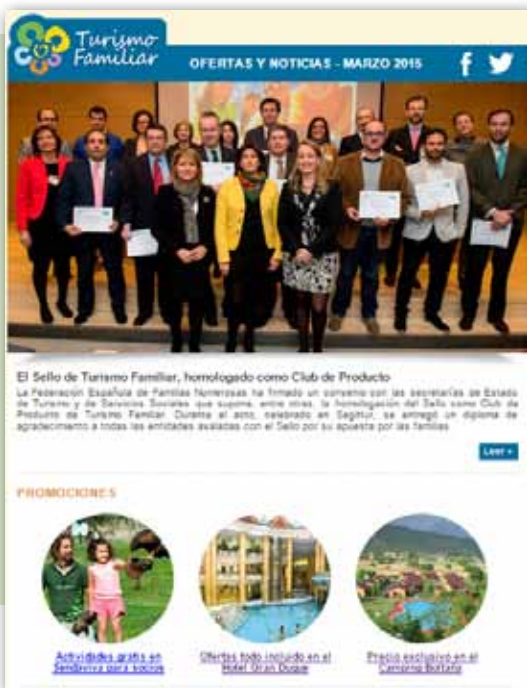 Turismo
Familiar
OFERTAS Y NOTICIAS - MARZO 2015
El Sello de Turismo Familiar, homologado como Club de Producto
La Federación Española de Familias Numerosas ha firmado un convenio con las secretarías de Estado
de Turismo y de Servicios Sociales que supone, entre otras, la homologación del Sello como Club de
Producto de Turismo Familiar. Durante el acto, celebrado en Segittur, se entregó un diploma de
agradecimiento a todas las entidades avaladas con el Sello por su apuesta por las familias
Leer +
PROMOCIONES
Actividades gratis en
Sendaviva para socios
Ofertas todo incluido en el
Hotel Gran Duque
Precio exclusivo en el
Camping Boltaña